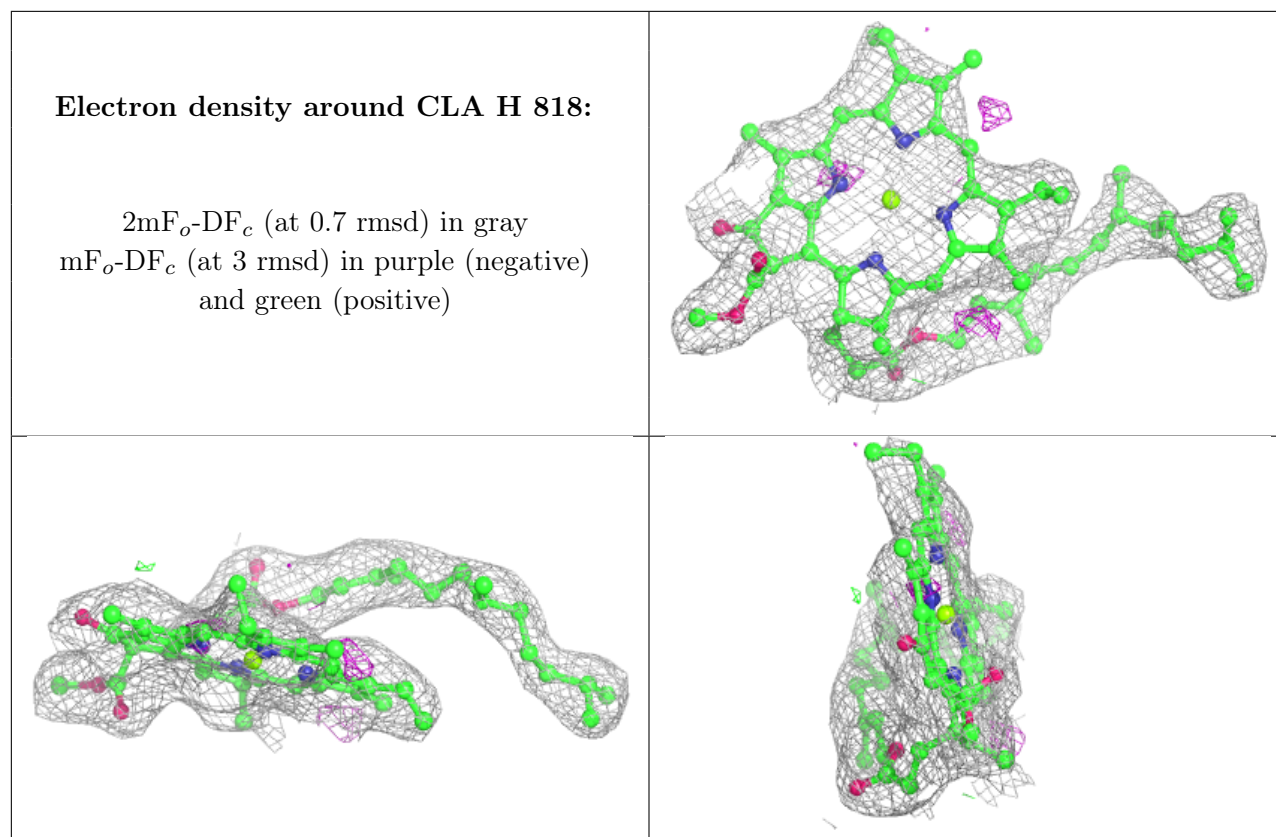 Electron density around CLA H 818:
2mFo-DFc (at 0.7 rmsd) in gray
mFo-DFc (at 3 rmsd) in purple (negative)
and green (positive)